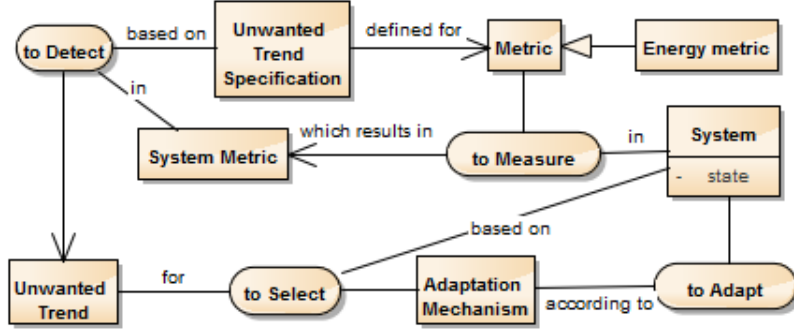 to Detect
based on
Unwanted
Trend
Specification
defined for
Metric
Energy metric
in
which results in
System Metric
to Measure
in
System
- state
based on
Unwanted
Trend
for
to Select
Adaptation
Mechanism
according to
to Adapt